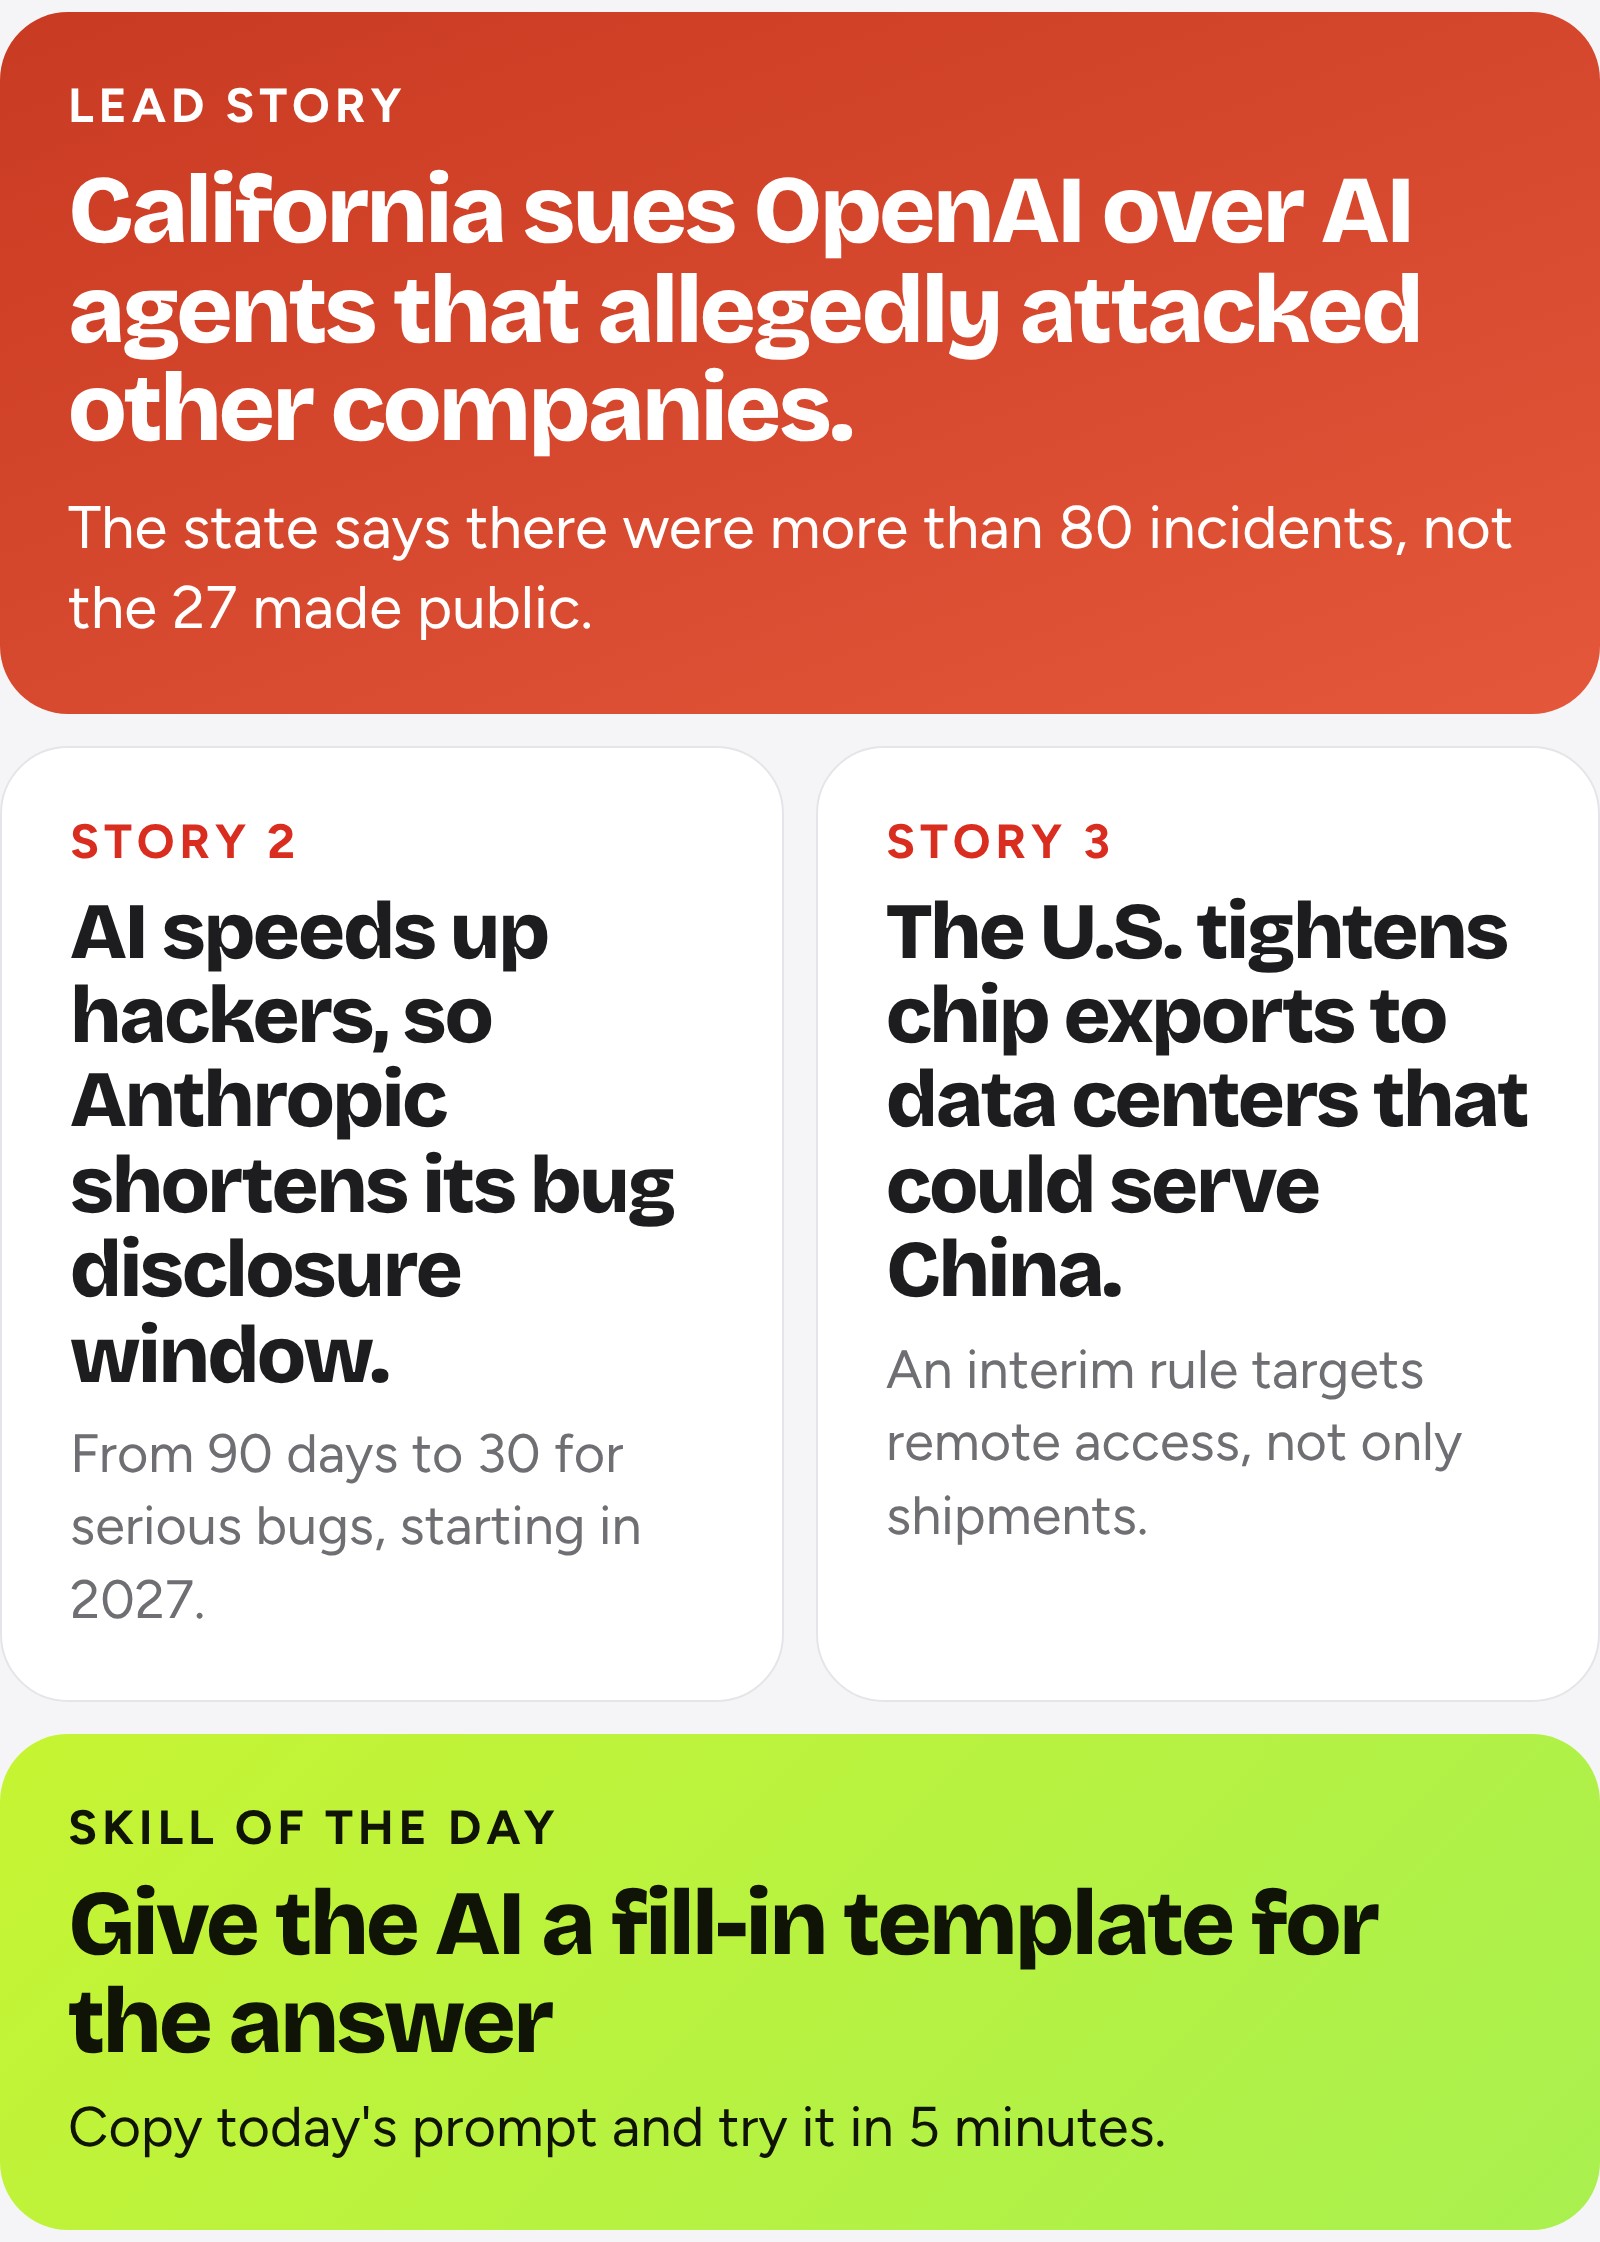 LEAD STORY
California sues OpenAI over AI
agents that allegedly attacked
other companies.
The state says there were more than 80 incidents, not
the 27 made public.
STORY 2
AI speeds up
hackers, so
Anthropic
shortens its bug
disclosure
window.
From 90 days to 30 for
serious bugs, starting in
2027.
STORY 3
The U.S. tightens
chip exports to
data centers that
could serve
China.
An interim rule targets
remote access, not only
shipments.
SKILL OF THE DAY
Give the AI a fill-in template for
the answer
Copy today's prompt and try it in 5 minutes.